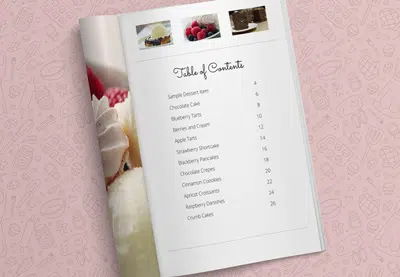 Table of Contents
Sample Dessert Item 4
Chocolate Cake 6
Blueberry Tarts 8
Berries and Cream 10
Apple Tarts 12
Strawberry Shortcake 14
Blackberry Pancakes 16
Chocolate Crepes 18
Cinnamon Coookies 20
Apricot Croissants 22
Raspberry Danishes 24
Crumb Cakes 26